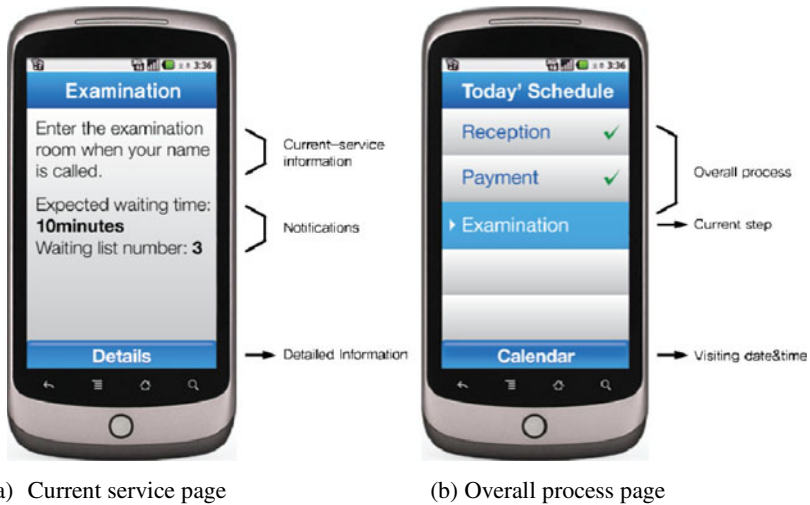 3:36
Examination
Enter the examination
room when your name
is called.
Expected waiting time:
10minutes
Waiting list number: 3
Details
Current-service
information
Notifications
Detailed Information
3:36
Today' Schedule
Reception
Payment
Examination
Calendar
Overall process
Current step
Visiting date&time
a) Current service page
(b) Overall process page